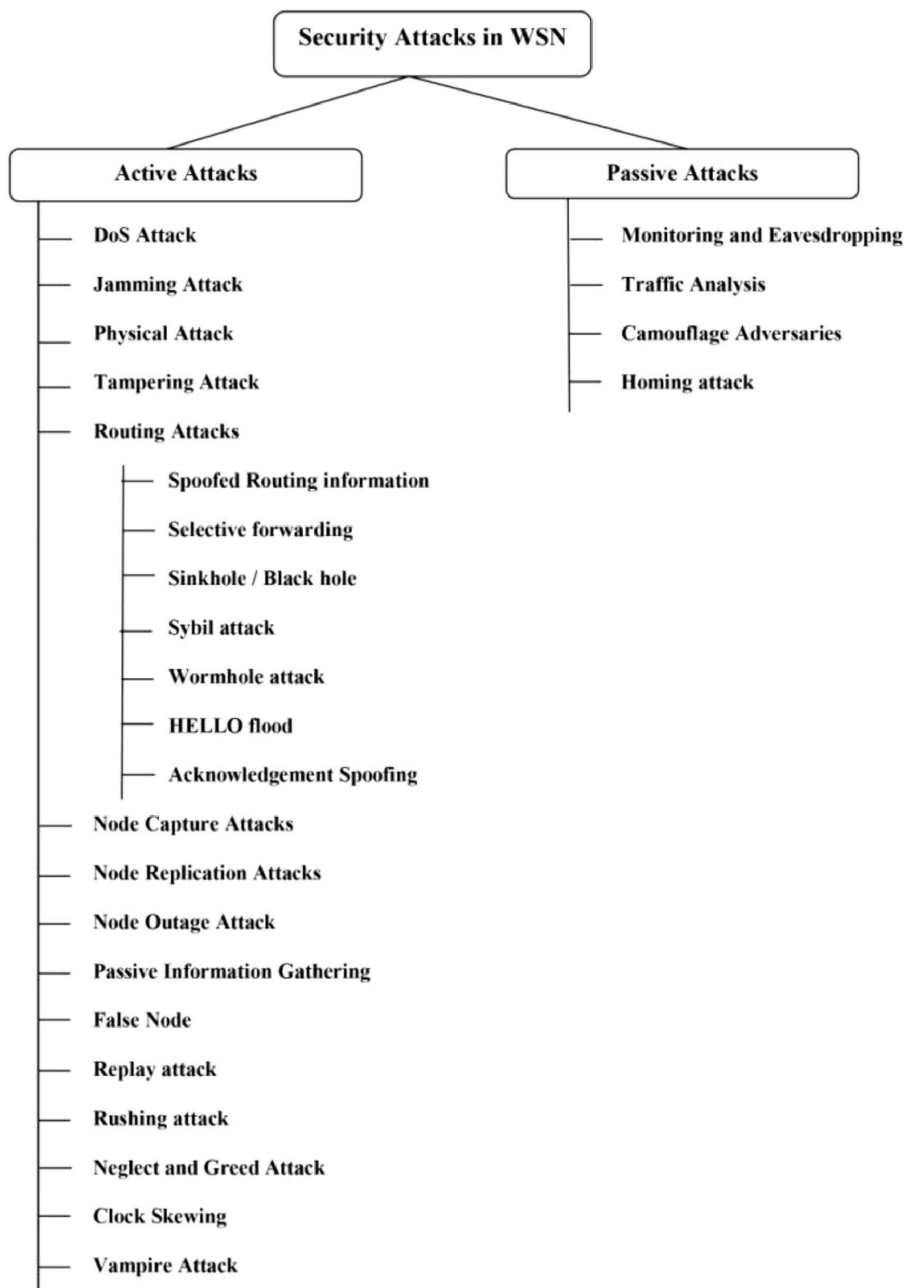 Security Attacks in WSN
Active Attacks
DoS Attack
Jamming Attack
Physical Attack
Tampering Attack
Routing Attacks
Spoofed Routing information
Selective forwarding
Sinkhole / Black hole
Sybil attack
Wormhole attack
HELLO flood
Acknowledgement Spoofing
Node Capture Attacks
Node Replication Attacks
Node Outage Attack
Passive Information Gathering
False Node
Replay attack
Rushing attack
Neglect and Greed Attack
Clock Skewing
Vampire Attack
Passive Attacks
Monitoring and Eavesdropping
Traffic Analysis
Camouflage Adversaries
Homing attack